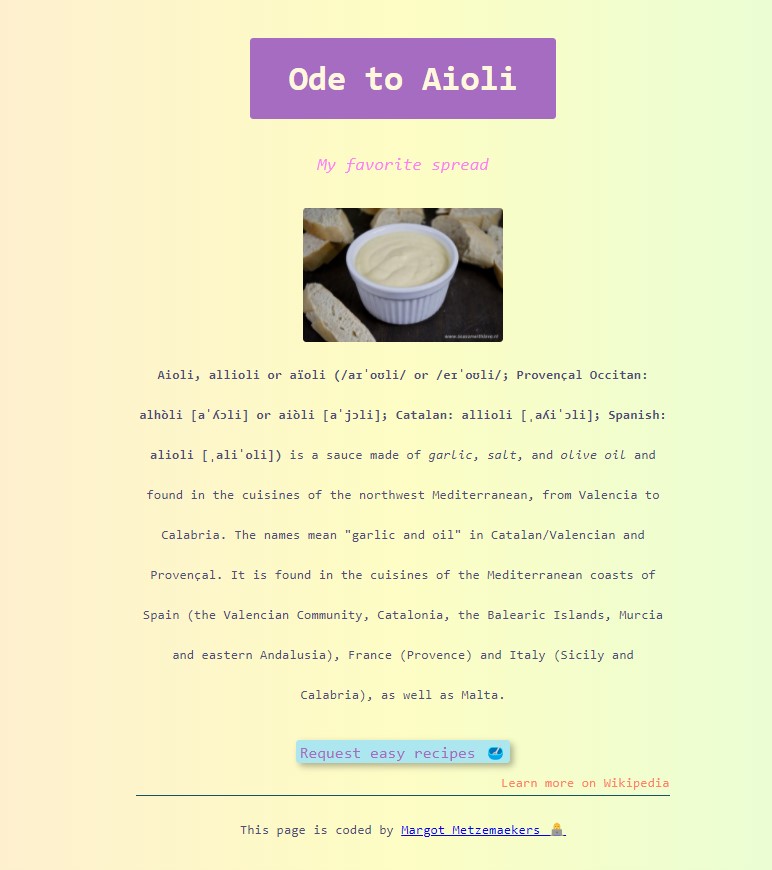 Ode to Aioli
My favorite spread
Aioli, allioli or aïoli (/aɪˈoʊli/ or /eɪˈoʊli/; Provençal Occitan:
alhòli [aˈʎɔli] or aiòli [aˈjɔli]; Catalan: allioli [ˌaʎiˈɔli]; Spanish:
alioli [ˌaliˈoli]) is a sauce made of garlic, salt, and olive oil and
found in the cuisines of the northwest Mediterranean, from Valencia to
Calabria. The names mean "garlic and oil" in Catalan/Valencian and
Provençal. It is found in the cuisines of the Mediterranean coasts of
Spain (the Valencian Community, Catalonia, the Balearic Islands, Murcia
and eastern Andalusia), France (Provence) and Italy (Sicily and
Calabria), as well as Malta.
Request easy recipes
Learn more on Wikipedia
This page is coded by Margot Metzemaekers